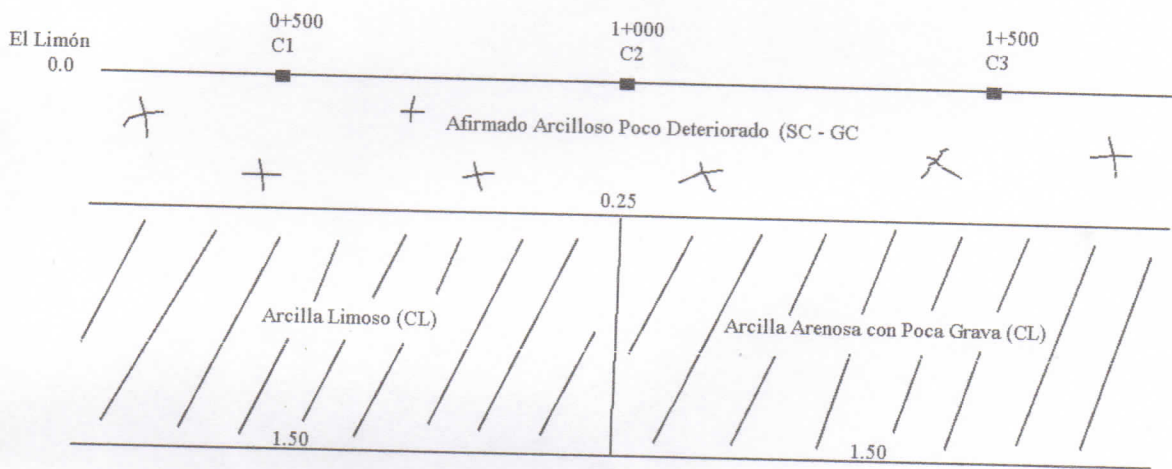 El Limón
0.0
0+500
C1
1+000
C2
1+500
C3
Afirmado Arcilloso Poco Deteriorado (SC - GC
0.25
Arcilla Limoso (CL)
Arcilla Arenosa con Poca Grava (CL)
1.50
1.50